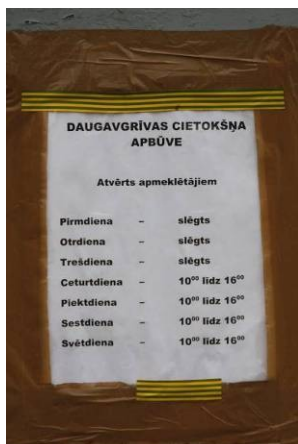 DAUGAVGRĪVAS CIETOKŠŅA
APBŪVE
Atvērts apmeklētājiem
Pirmdiena – slēgts
Otrdiena – slēgts
Trešdiena – slēgts
Ceturtdiena – 10⁰⁰ līdz 16⁰⁰
Piektdiena – 10⁰⁰ līdz 16⁰⁰
Sestdiena – 10⁰⁰ līdz 16⁰⁰
Svētdiena – 10⁰⁰ līdz 16⁰⁰